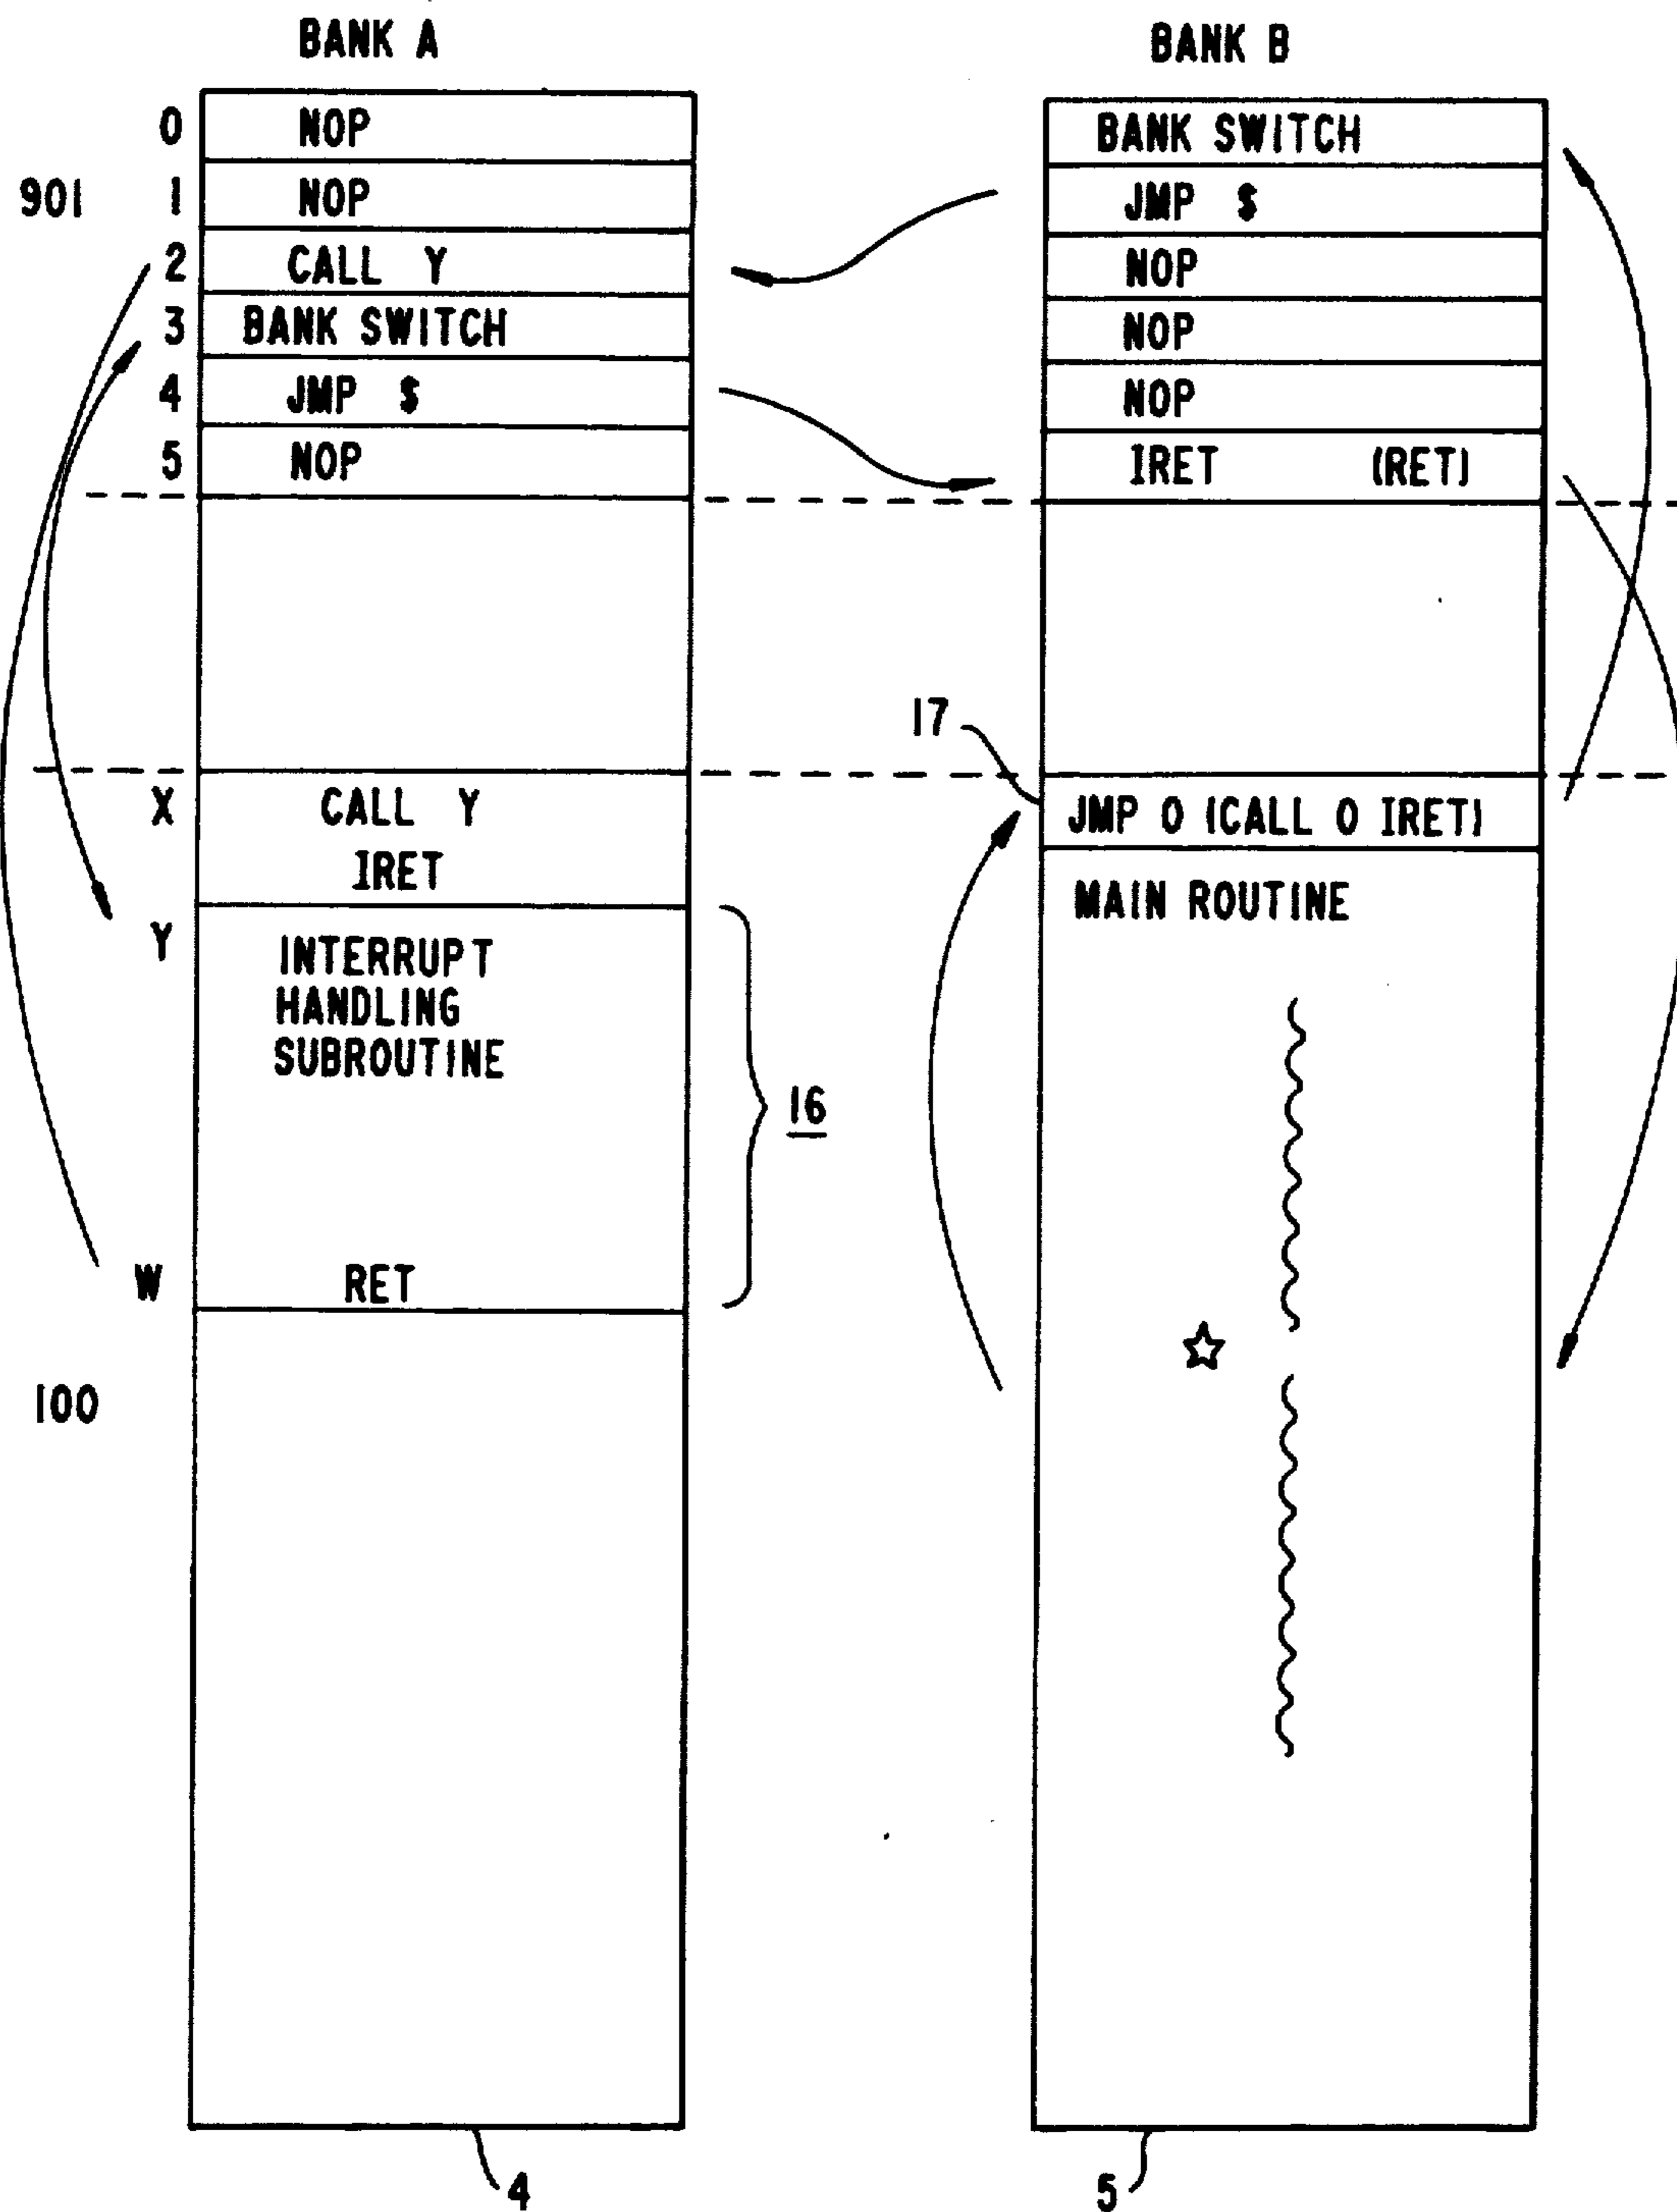 BANK A
0 NOP
901 1 NOP
2 CALL Y
3 BANK SWITCH
4 JMP $
5 NOP
X CALL Y
IRET
Y INTERRUPT
HANDLING
SUBROUTINE
16
W RET
100
4
BANK B
BANK SWITCH
JMP $
NOP
NOP
NOP
IRET (RET)
17
JMP 0 (CALL 0 IRET)
MAIN ROUTINE
5